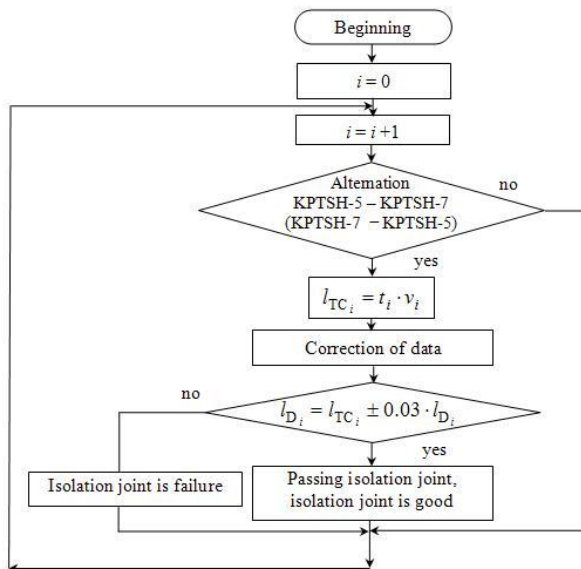 Beginning
i = 0
i = i +1
Alternation
KPTSH-5 – KPTSH-7
(KPTSH-7 – KPTSH-5)
no
yes
l_TC_i = t_i · v_i
Correction of data
no
l_D_i = l_TC_i ± 0.03 · l_D_i
yes
Isolation joint is failure
Passing isolation joint,
isolation joint is good